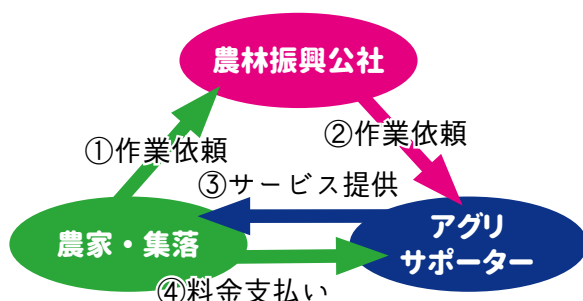 農林振興公社
①作業依頼
②作業依頼
③サービス提供
農家・集落
アグリ
サポーター
④料金支払い